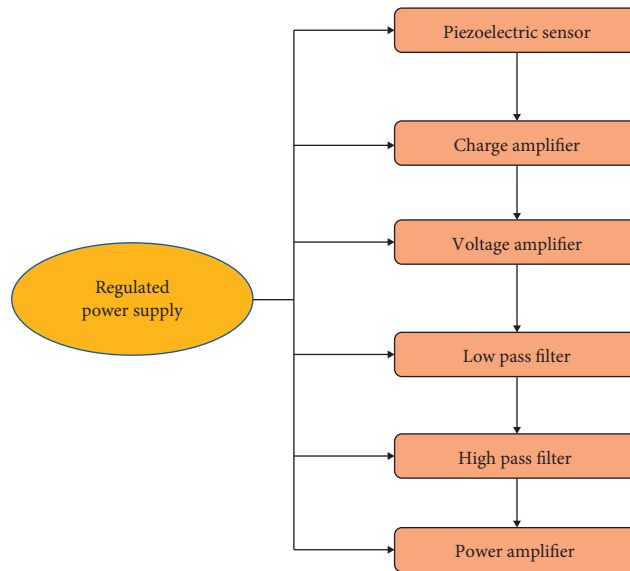 Piezoelectric sensor
Charge amplifier
Voltage amplifier
Regulated
power supply
Low pass filter
High pass filter
Power amplifier